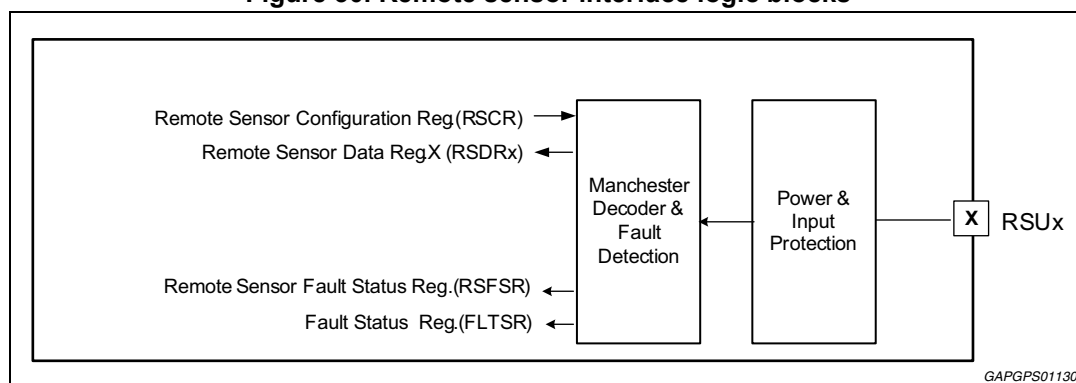 Figure 36. Remote sensor interface logic blocks
Remote Sensor Configuration Reg.(RSCR)
Remote Sensor Data Reg.X (RSDRx)
Manchester
Decoder &
Fault
Detection
Power &
Input
Protection
X
RSUx
Remote Sensor Fault Status Reg.(RSFSR)
Fault Status Reg.(FLTSR)
GAPGPS01130